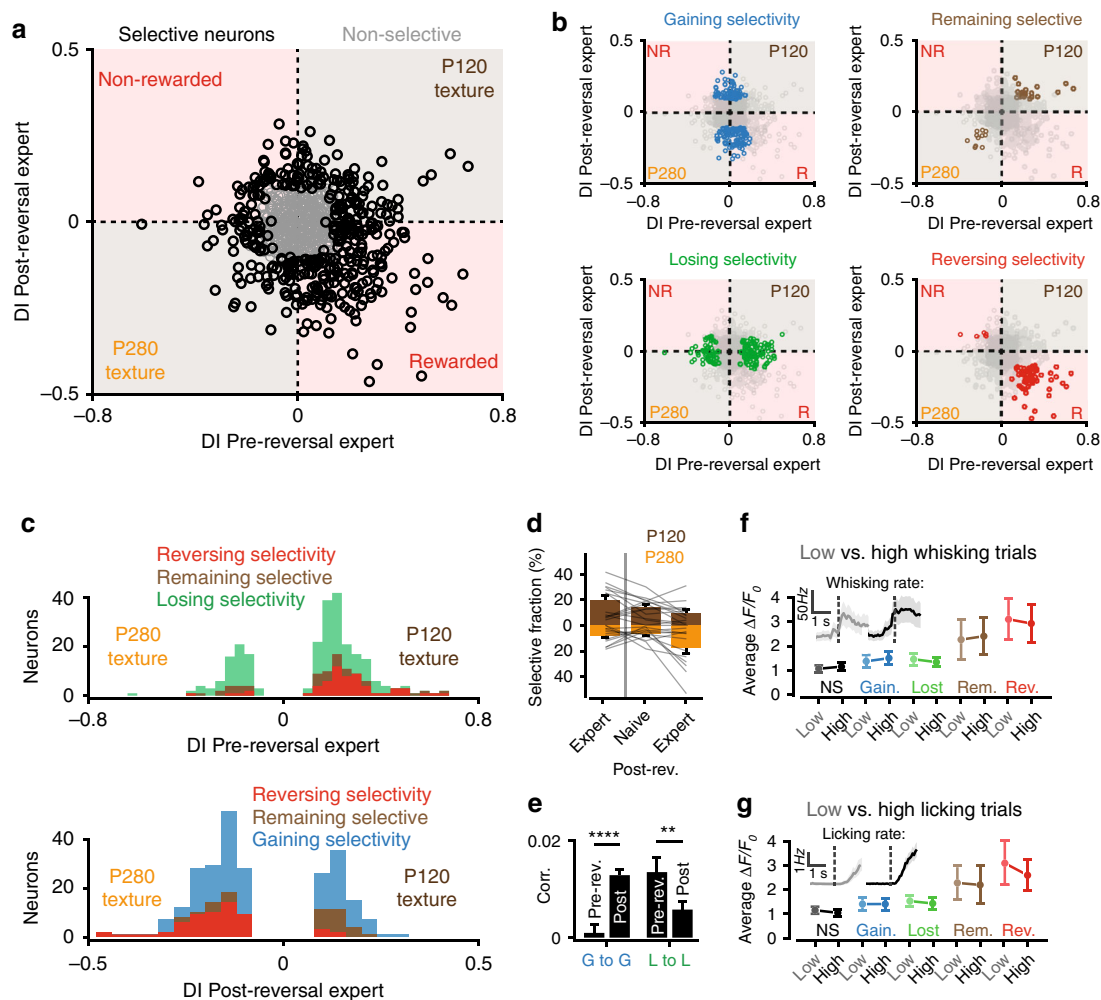 a
Selective neurons
Non-selective
0.5
Non-rewarded
P120
texture
DI Post-reversal expert
0
P280
texture
Rewarded
−0.5
−0.8
0
0.8
DI Pre-reversal expert
b
Gaining selectivity
0.5
NR
P120
DI Post-reversal expert
0
P280
R
−0.5
−0.8
0
0.8
DI Pre-reversal expert
Remaining selective
0.5
NR
P120
DI Post-reversal expert
0
P280
R
−0.5
−0.8
0
0.8
DI Pre-reversal expert
Losing selectivity
0.5
NR
P120
DI Post-reversal expert
0
P280
R
−0.5
−0.8
0
0.8
DI Pre-reversal expert
Reversing selectivity
0.5
NR
P120
DI Post-reversal expert
0
P280
R
−0.5
−0.8
0
0.8
DI Pre-reversal expert
c
Reversing selectivity
Remaining selective
Losing selectivity
40
20
0
Neurons
P280
texture
P120
texture
−0.8
0
0.8
DI Pre-reversal expert
Reversing selectivity
Remaining selective
Gaining selectivity
40
20
0
Neurons
P280
texture
P120
texture
−0.5
0
0.5
DI Post-reversal expert
d
P120
P280
Selective fraction (%)
40
20
0
20
40
Expert
Naive
Expert
Post-rev.
e
****
**
0.02
0
Corr.
Pre-rev.
Post
Pre-rev.
Post
G to G
L to L
f
Low vs. high whisking trials
Whisking rate:
50Hz
1 s
Average ΔF/F0
4
3
2
1
0
NS
Gain.
Lost
Rem.
Rev.
Low
High
Low
High
Low
High
Low
High
Low
High
g
Low vs. high licking trials
Licking rate:
1Hz
1 s
Average ΔF/F0
4
3
2
1
0
NS
Gain.
Lost
Rem.
Rev.
Low
High
Low
High
Low
High
Low
High
Low
High